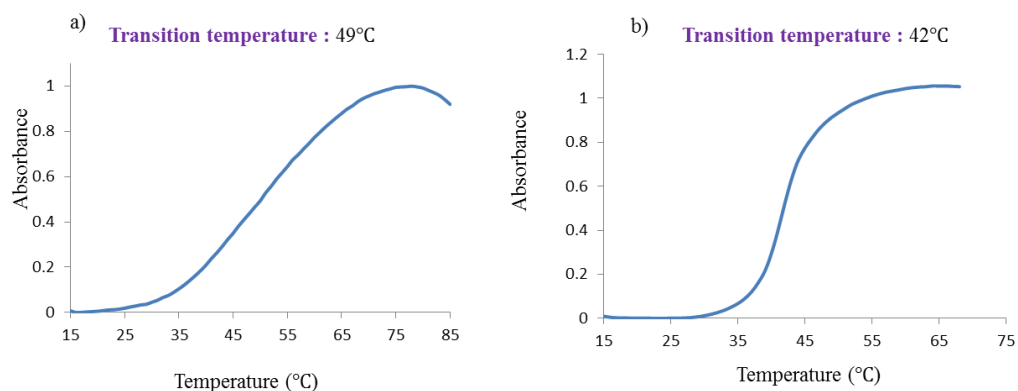 a)
Transition temperature : 49°C
1
0.8
0.6
0.4
0.2
0
Absorbance
15 25 35 45 55 65 75 85
Temperature (°C)
b)
Transition temperature : 42°C
1.2
1
0.8
0.6
0.4
0.2
0
Absorbance
15 25 35 45 55 65 75
Temperature (°C)